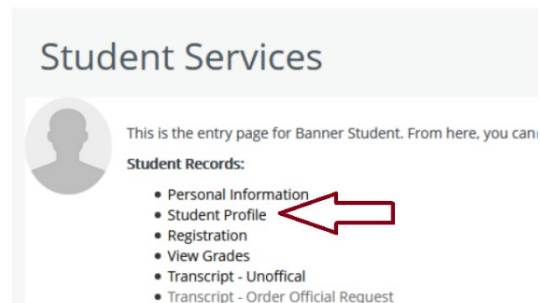 Student Services
This is the entry page for Banner Student. From here, you can
Student Records:
• Personal Information
• Student Profile
• Registration
• View Grades
• Transcript - Unoffical
• Transcript - Order Official Request